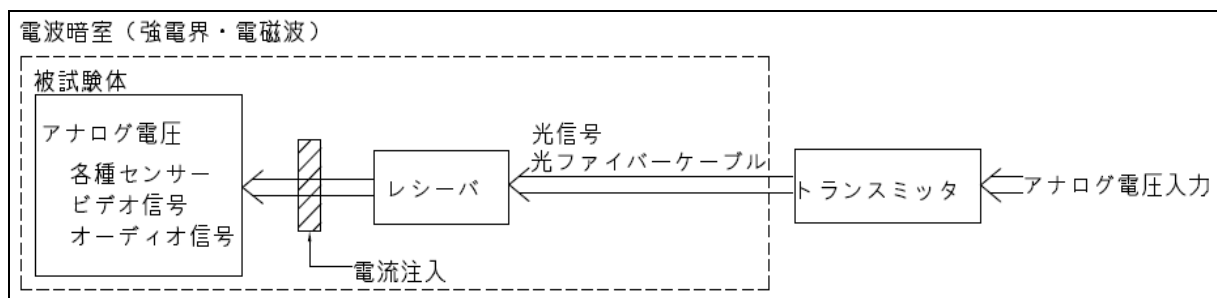 電波暗室（強電界・電磁波）
被試験体
アナログ電圧
各種センサー
ビデオ信号
オーディオ信号
電流注入
レシーバ
光信号
光ファイバーケーブル
トランスミッタ
アナログ電圧入力